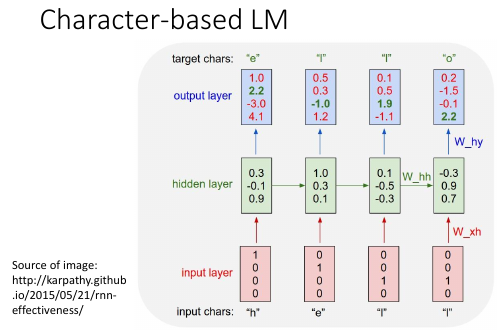 Character-based LM
target chars: "e" "l" "l" "o"
output layer
1.0 0.5 0.1 0.2
2.2 0.3 0.5 -1.5
-3.0 -1.0 1.9 -0.1
4.1 1.2 -1.1 2.2
W_hy
hidden layer
0.3 1.0 0.1 -0.3
-0.1 0.3 -0.5 0.9
0.9 0.1 -0.3 0.7
W_hh
W_xh
input layer
1 0 0 0
0 1 0 0
0 0 1 1
0 0 0 0
input chars: "h" "e" "l" "l"
Source of image:
http://karpathy.github
.io/2015/05/21/rnn-
effectiveness/